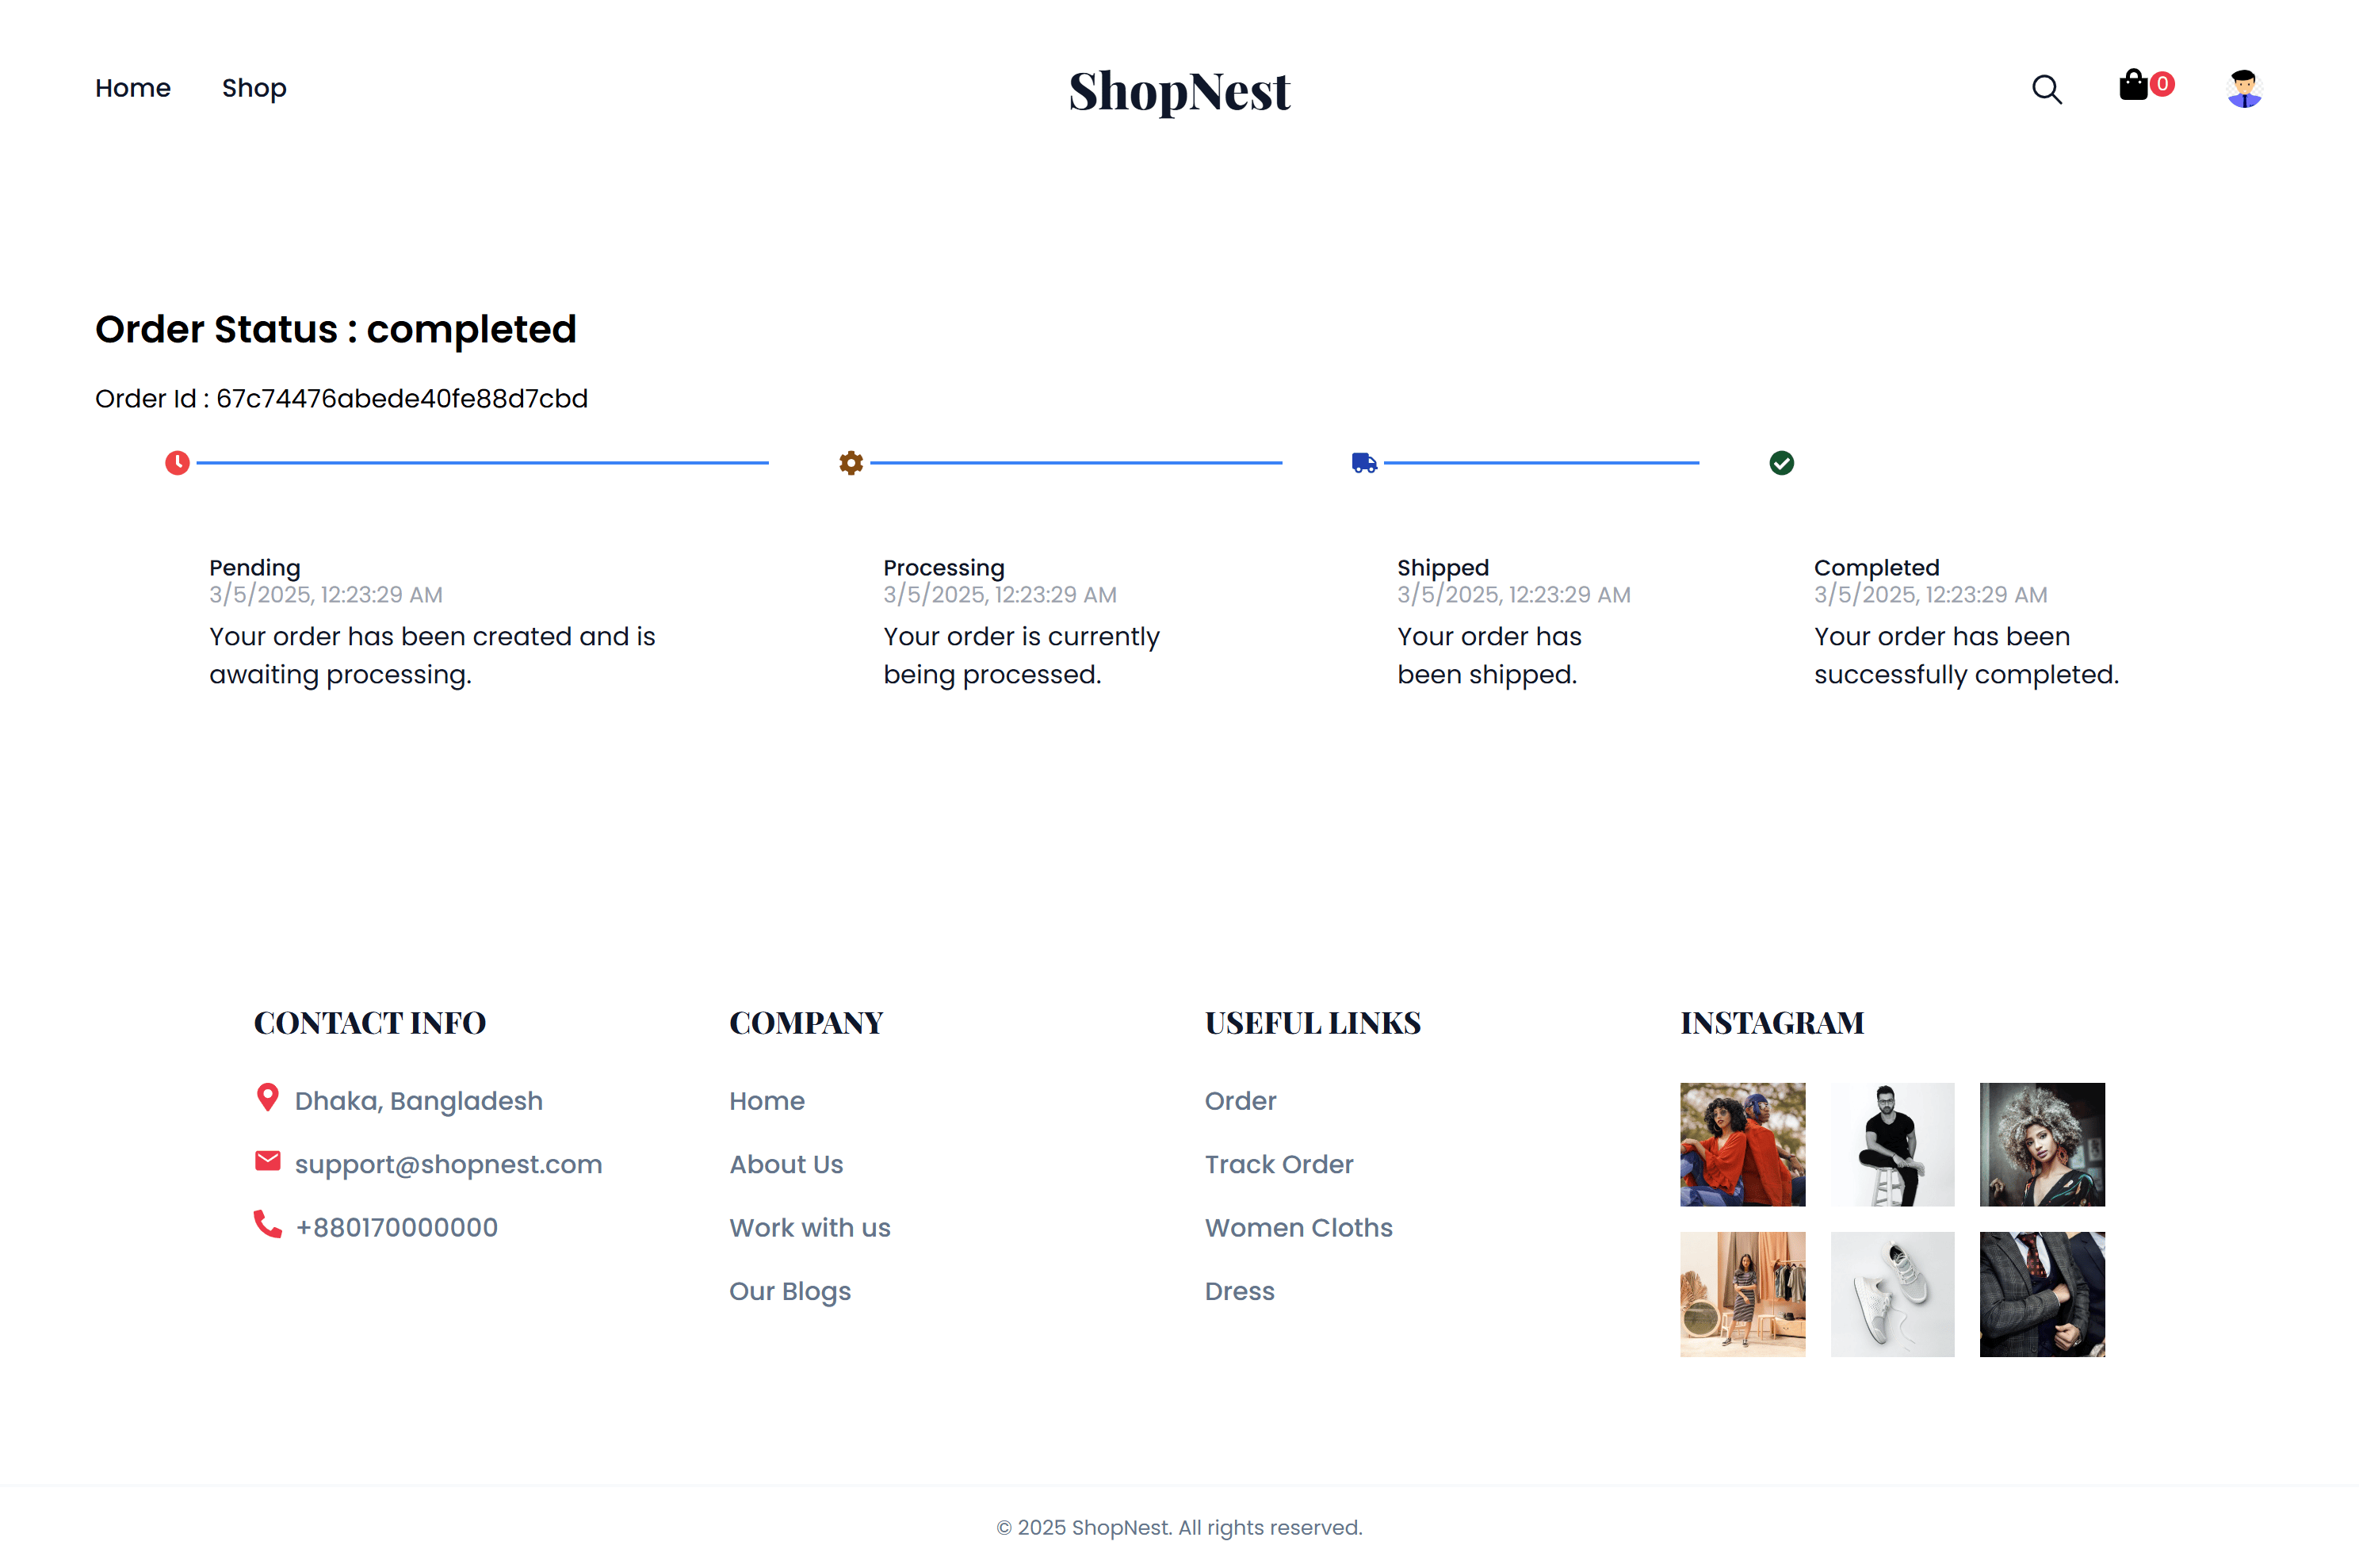 Home
Shop
ShopNest
0
Order Status : completed
Order Id : 67c74476abede40fe88d7cbd
Pending
3/5/2025, 12:23:29 AM
Your order has been created and is
awaiting processing.
Processing
3/5/2025, 12:23:29 AM
Your order is currently
being processed.
Shipped
3/5/2025, 12:23:29 AM
Your order has
been shipped.
Completed
3/5/2025, 12:23:29 AM
Your order has been
successfully completed.
CONTACT INFO
Dhaka, Bangladesh
support@shopnest.com
+880170000000
COMPANY
Home
About Us
Work with us
Our Blogs
USEFUL LINKS
Order
Track Order
Women Cloths
Dress
INSTAGRAM
© 2025 ShopNest. All rights reserved.